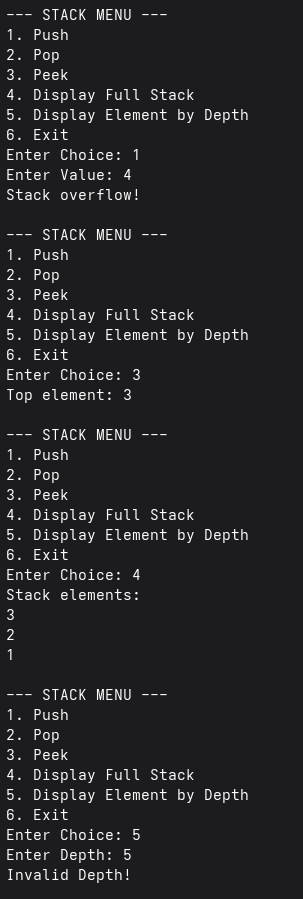 --- STACK MENU ---
1. Push
2. Pop
3. Peek
4. Display Full Stack
5. Display Element by Depth
6. Exit
Enter Choice: 1
Enter Value: 4
Stack overflow!

--- STACK MENU ---
1. Push
2. Pop
3. Peek
4. Display Full Stack
5. Display Element by Depth
6. Exit
Enter Choice: 3
Top element: 3

--- STACK MENU ---
1. Push
2. Pop
3. Peek
4. Display Full Stack
5. Display Element by Depth
6. Exit
Enter Choice: 4
Stack elements:
3
2
1

--- STACK MENU ---
1. Push
2. Pop
3. Peek
4. Display Full Stack
5. Display Element by Depth
6. Exit
Enter Choice: 5
Enter Depth: 5
Invalid Depth!